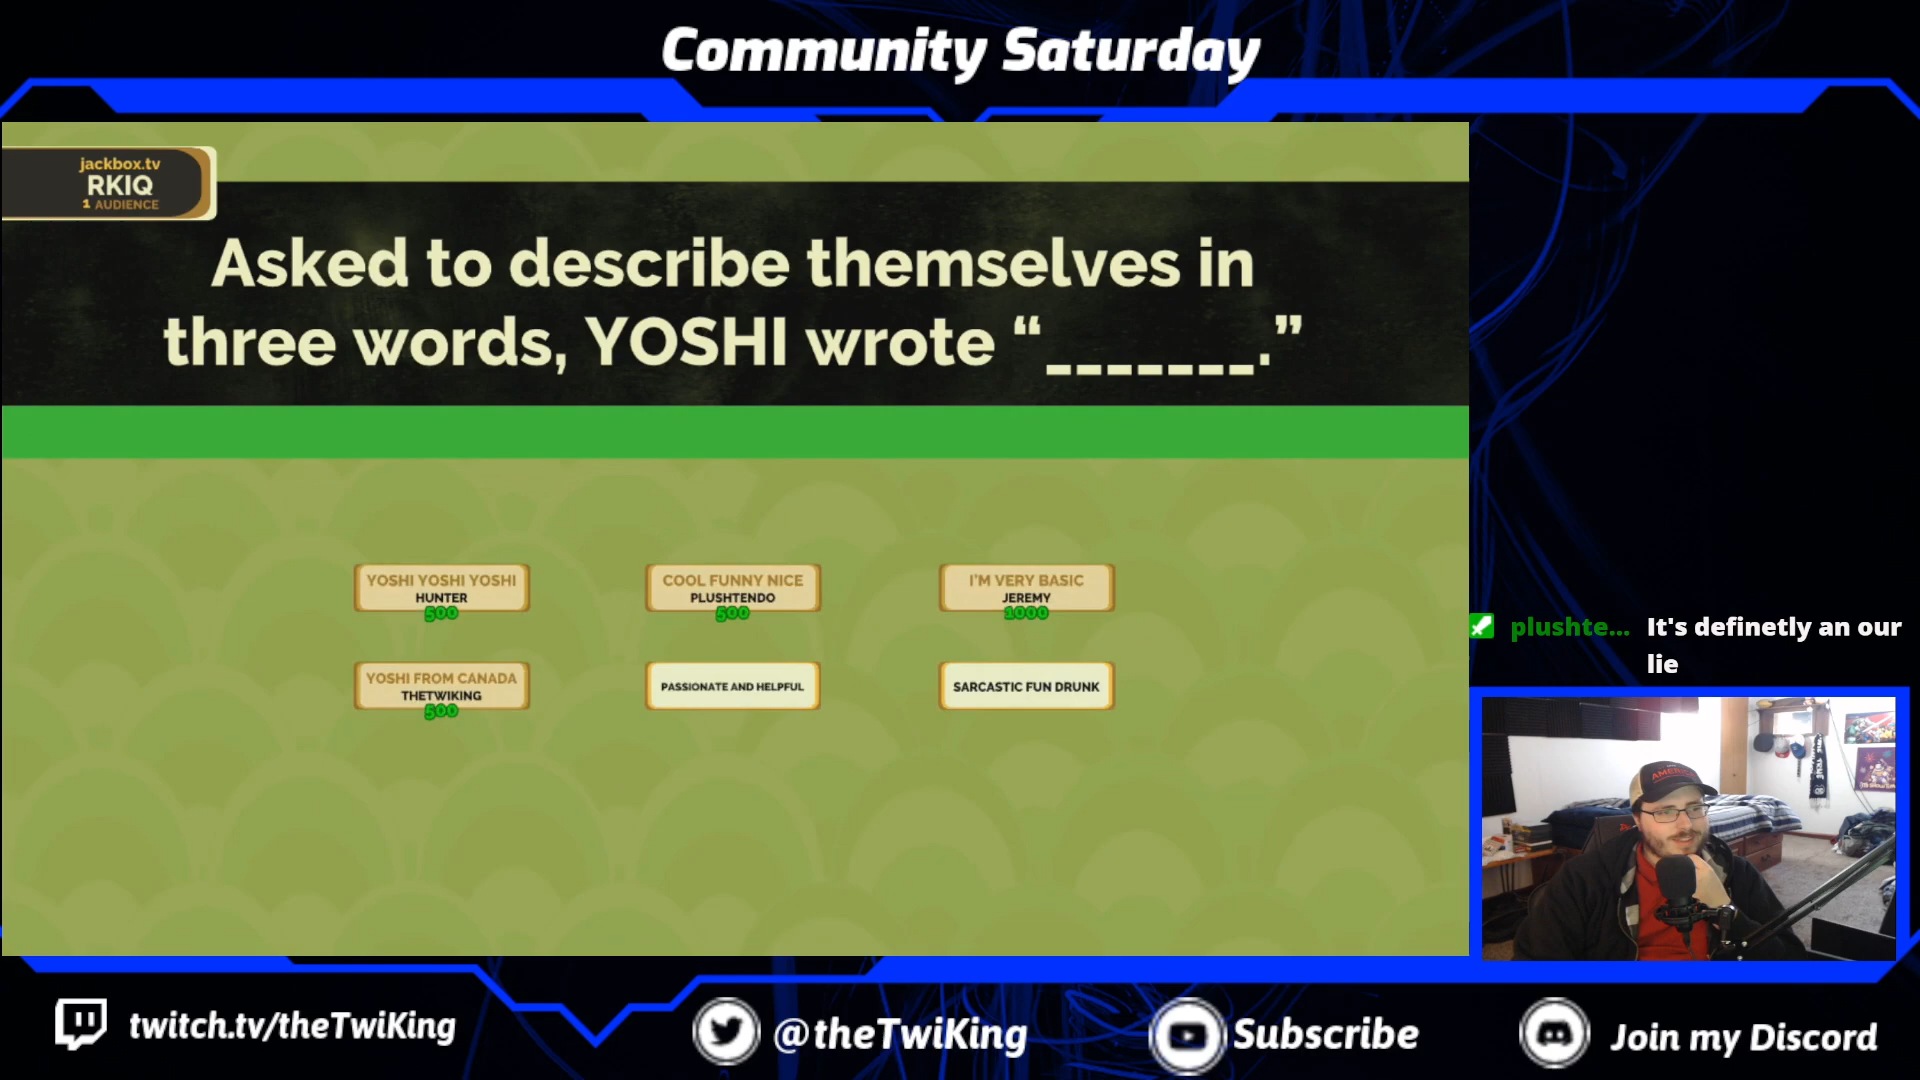 Community Saturday
jackbox.tv
RKIQ
1 AUDIENCE
Asked to describe themselves in
three words, YOSHI wrote “_______.”
YOSHI YOSHI YOSHI
HUNTER
500
COOL FUNNY NICE
PLUSHTENDO
500
I'M VERY BASIC
JEREMY
1000
YOSHI FROM CANADA
THETWIKING
500
PASSIONATE AND HELPFUL
SARCASTIC FUN DRUNK
plushte... It's definetly an our
lie
twitch.tv/theTwiKing
@theTwiKing
Subscribe
Join my Discord